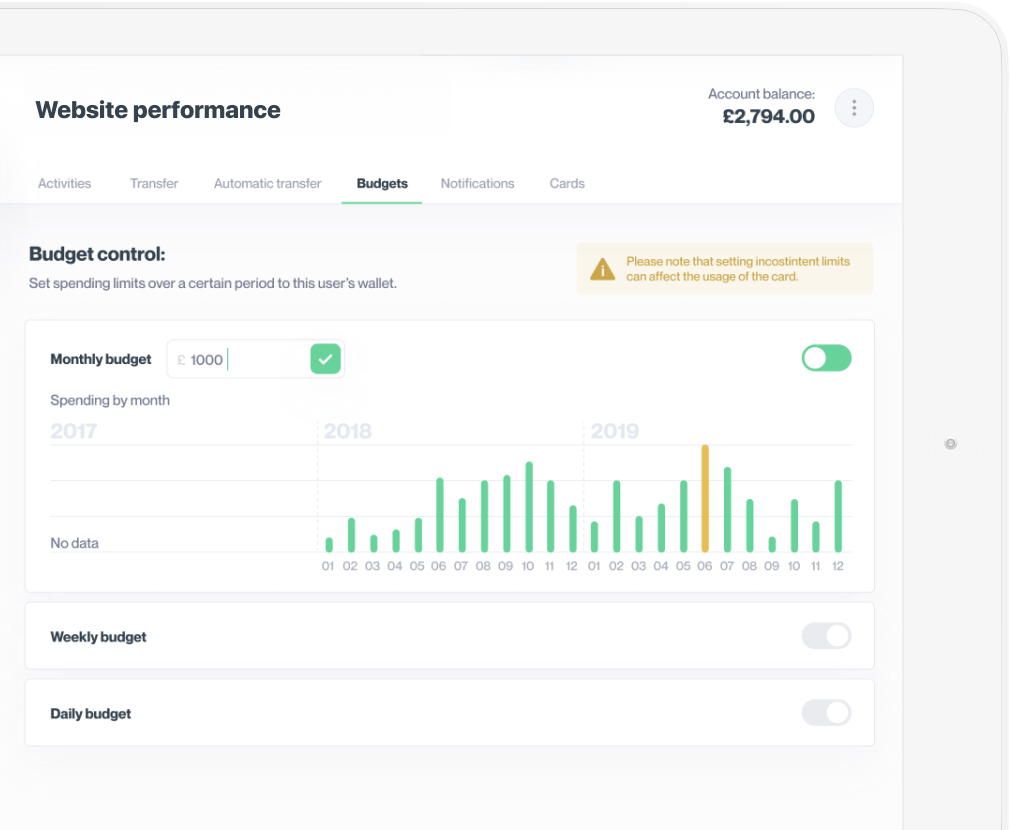 Website performance
Account balance:
£2,794.00
Activities Transfer Automatic transfer Budgets Notifications Cards
Budget control:
Set spending limits over a certain period to this user's wallet.
Please note that setting incostintent limits
can affect the usage of the card.
Monthly budget £ 1000
Spending by month
2017 2018 2019
No data
01 02 03 04 05 06 07 08 09 10 11 12 01 02 03 04 05 06 07 08 09 10 11 12
Weekly budget
Daily budget